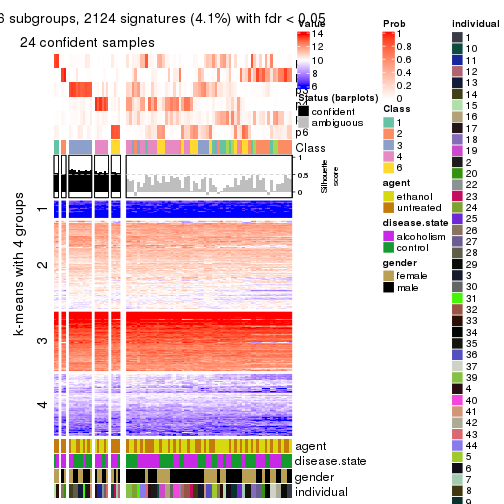 6 subgroups, 2124 signatures (4.1%) with fdr < 0.05
24 confident samples
p6
Class
1
0.5
0
Silhouette
score
k-means with 4 groups
1
2
3
4
agent
disease.state
gender
individual
Value
14
12
10
8
6
Status (barplots)
confident
ambiguous
Prob
1
0.8
0.6
0.4
0.2
0
Class
1
2
3
4
6
agent
ethanol
untreated
disease.state
alcoholism
control
gender
female
male
individual
1
10
11
12
13
14
15
16
17
18
19
2
20
22
23
24
25
26
27
28
29
3
30
31
32
33
34
35
36
37
39
4
40
41
42
43
44
5
6
7
8
9